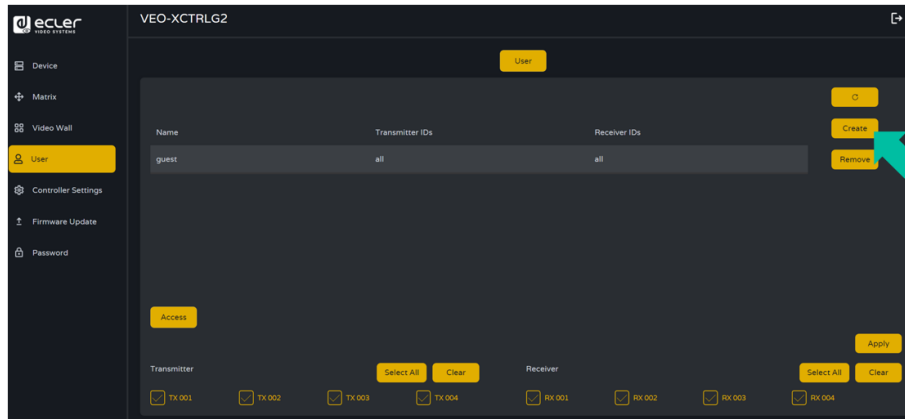 ecler
VIDEO SYSTEMS
VEO-XCTRLG2
Device
Matrix
Video Wall
User
Controller Settings
Firmware Update
Password
User
Name Transmitter IDs Receiver IDs
Create
guest all all
Remove
Access
Apply
Transmitter Select All Clear Receiver Select All Clear
TX 001 TX 002 TX 003 TX 004 RX 001 RX 002 RX 003 RX 004